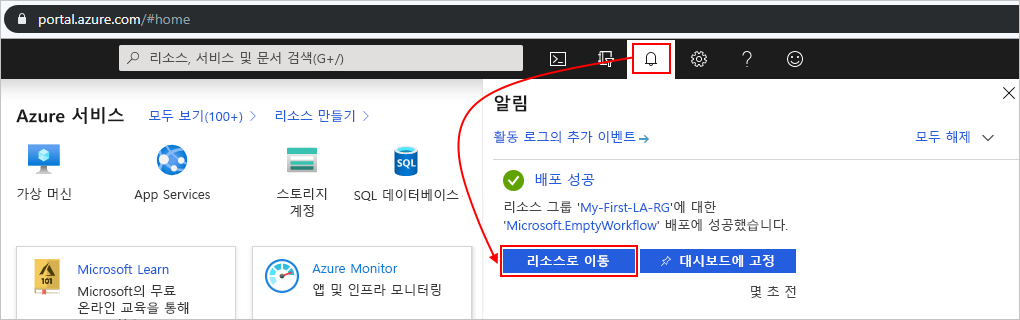 portal.azure.com/#home
리소스, 서비스 및 문서 검색(G+/)
Azure 서비스
모두 보기(100+)
리소스 만들기
가상 머신
App Services
스토리지
계정
SQL
SQL 데이터베이스
101
Microsoft Learn
Microsoft의 무료
온라인 교육을 통해
Azure Monitor
앱 및 인프라 모니터링
알림
활동 로그의 추가 이벤트
모두 해제
배포 성공
리소스 그룹 'My-First-LA-RG'에 대한
'Microsoft.EmptyWorkflow' 배포에 성공했습니다.
리소스로 이동
대시보드에 고정
몇 초 전